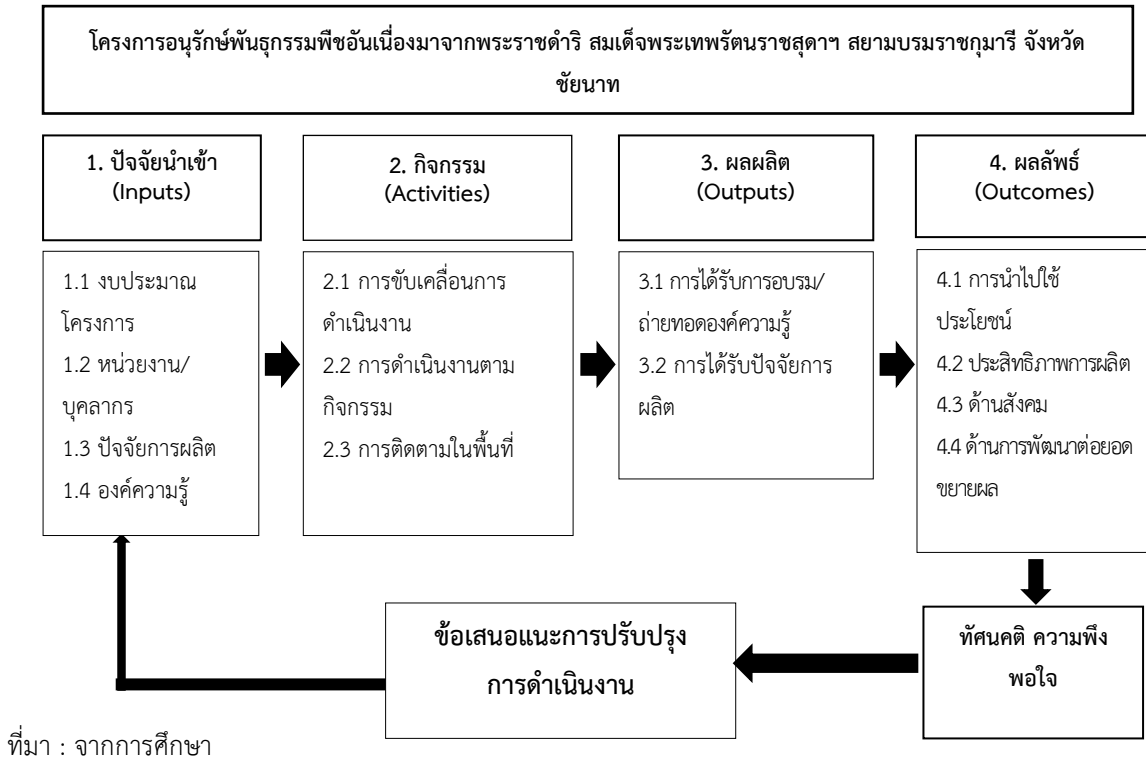 โครงการอนุรักษ์พันธุกรรมพืชอันเนื่องมาจากพระราชดำริ สมเด็จพระเทพรัตนราชสุดาฯ สยามบรมราชกุมารี จังหวัด
ชัยนาท
1. ปัจจัยนำเข้า
(Inputs)
2. กิจกรรม
(Activities)
3. ผลผลิต
(Outputs)
4. ผลลัพธ์
(Outcomes)
1.1 งบประมาณ
โครงการ
1.2 หน่วยงาน/
บุคลากร
1.3 ปัจจัยการผลิต
1.4 องค์ความรู้
2.1 การขับเคลื่อนการ
ดำเนินงาน
2.2 การดำเนินงานตาม
กิจกรรม
2.3 การติดตามในพื้นที่
3.1 การได้รับการอบรม/
ถ่ายทอดองค์ความรู้
3.2 การได้รับปัจจัยการ
ผลิต
4.1 การนำไปใช้
ประโยชน์
4.2 ประสิทธิภาพการผลิต
4.3 ด้านสังคม
4.4 ด้านการพัฒนาต่อยอด
ขยายผล
ข้อเสนอแนะการปรับปรุง
การดำเนินงาน
ทัศนคติ ความพึง
พอใจ
ที่มา : จากการศึกษา